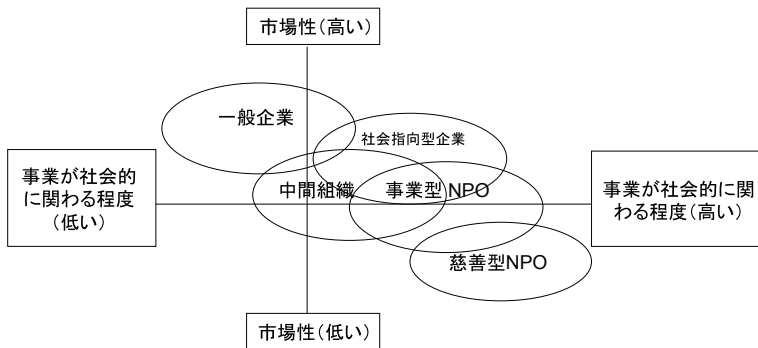 市場性(高い)
一般企業
社会指向型企業
事業が社会的
に関わる程度
(低い)
中間組織
事業型NPO
事業が社会的に関
わる程度(高い)
慈善型NPO
市場性(低い)